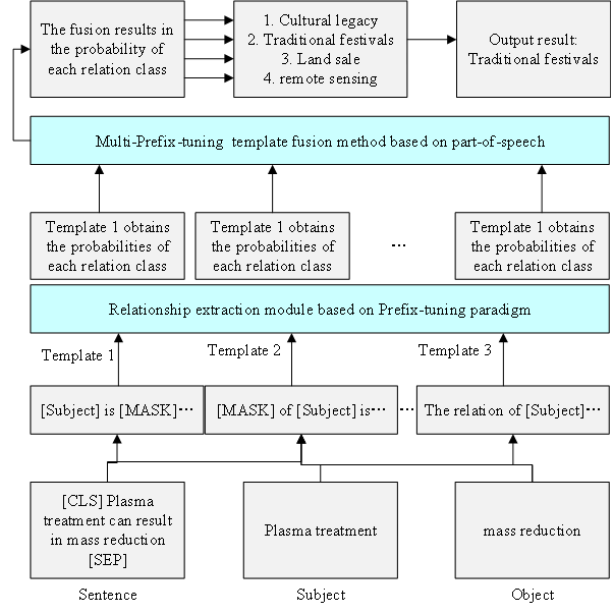 The fusion results in
the probability of
each relation class
1. Cultural legacy
2. Traditional festivals
3. Land sale
4. remote sensing
Output result:
Traditional festivals
Multi-Prefix-tuning template fusion method based on part-of-speech
Template 1 obtains
the probabilities of
each relation class
Template 1 obtains
the probabilities of
each relation class
...
Template 1 obtains
the probabilities of
each relation class
Relationship extraction module based on Prefix-tuning paradigm
Template 1
Template 2
Template 3
[Subject] is [MASK]···
[MASK] of [Subject] is···
···
The relation of [Subject]···
[CLS] Plasma
treatment can result
in mass reduction
[SEP]
Plasma treatment
mass reduction
Sentence
Subject
Object